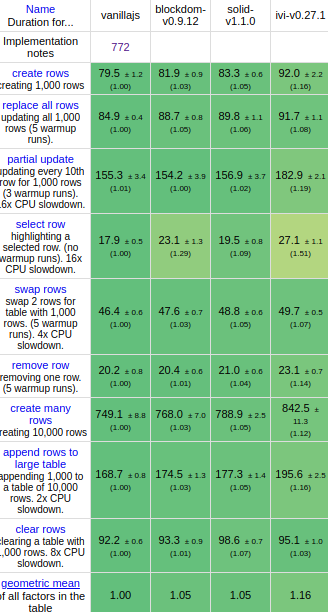 Name
Duration for...
vanillajs
blockdom-
v0.9.12
solid-
v1.1.0
ivi-v0.27.1
Implementation
notes
772
create rows
creating 1,000 rows
79.5 ± 1.2
(1.00)
81.9 ± 0.9
(1.03)
83.3 ± 0.6
(1.05)
92.0 ± 2.2
(1.16)
replace all rows
updating all 1,000
rows (5 warmup
runs).
84.9 ± 0.4
(1.00)
88.7 ± 0.8
(1.05)
89.8 ± 1.1
(1.06)
91.7 ± 1.1
(1.08)
partial update
updating every 10th
row for 1,000 rows
(3 warmup runs).
16x CPU slowdown.
155.3 ± 3.4
(1.01)
154.2 ± 3.9
(1.00)
156.9 ± 3.7
(1.02)
182.9 ± 2.1
(1.19)
select row
highlighting a
selected row. (no
warmup runs). 16x
CPU slowdown.
17.9 ± 0.5
(1.00)
23.1 ± 1.3
(1.29)
19.5 ± 0.8
(1.09)
27.1 ± 1.1
(1.51)
swap rows
swap 2 rows for
table with 1,000
rows. (5 warmup
runs). 4x CPU
slowdown.
46.4 ± 0.6
(1.00)
47.6 ± 0.7
(1.03)
48.8 ± 0.6
(1.05)
49.7 ± 0.5
(1.07)
remove row
removing one row.
(5 warmup runs).
20.2 ± 0.8
(1.00)
20.4 ± 0.6
(1.01)
21.0 ± 0.6
(1.04)
23.1 ± 0.7
(1.14)
create many
rows
creating 10,000 rows
749.1 ± 8.8
(1.00)
768.0 ± 7.0
(1.03)
788.9 ± 2.5
(1.05)
842.5 ±
11.3
(1.12)
append rows to
large table
appending 1,000 to
a table of 10,000
rows. 2x CPU
slowdown.
168.7 ± 0.8
(1.00)
174.5 ± 1.3
(1.03)
177.3 ± 1.4
(1.05)
195.6 ± 2.5
(1.16)
clear rows
clearing a table with
1,000 rows. 8x CPU
slowdown.
92.2 ± 0.6
(1.00)
93.3 ± 0.9
(1.01)
98.6 ± 0.7
(1.07)
95.1 ± 1.0
(1.03)
geometric mean
of all factors in the
table
1.00
1.05
1.05
1.16